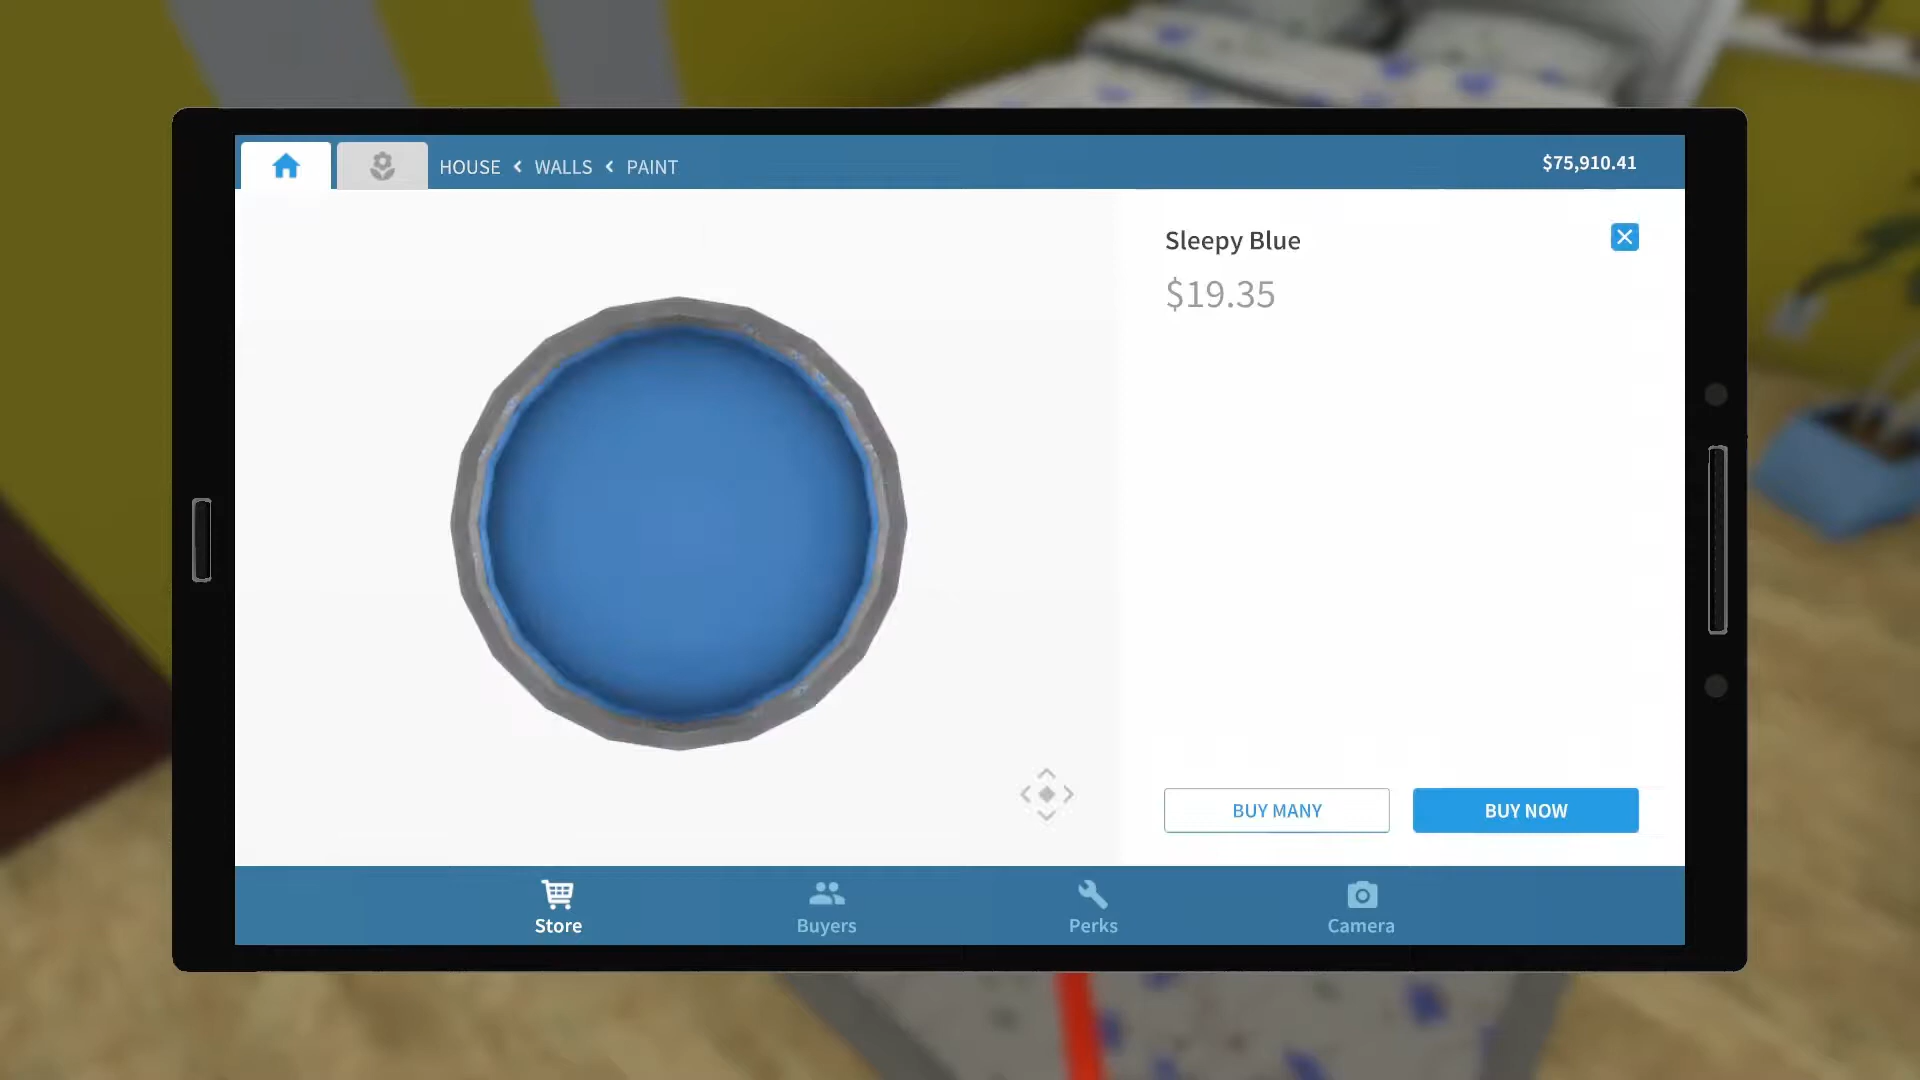 HOUSE < WALLS < PAINT
$75,910.41
Sleepy Blue
$19.35
BUY MANY
BUY NOW
Store
Buyers
Perks
Camera